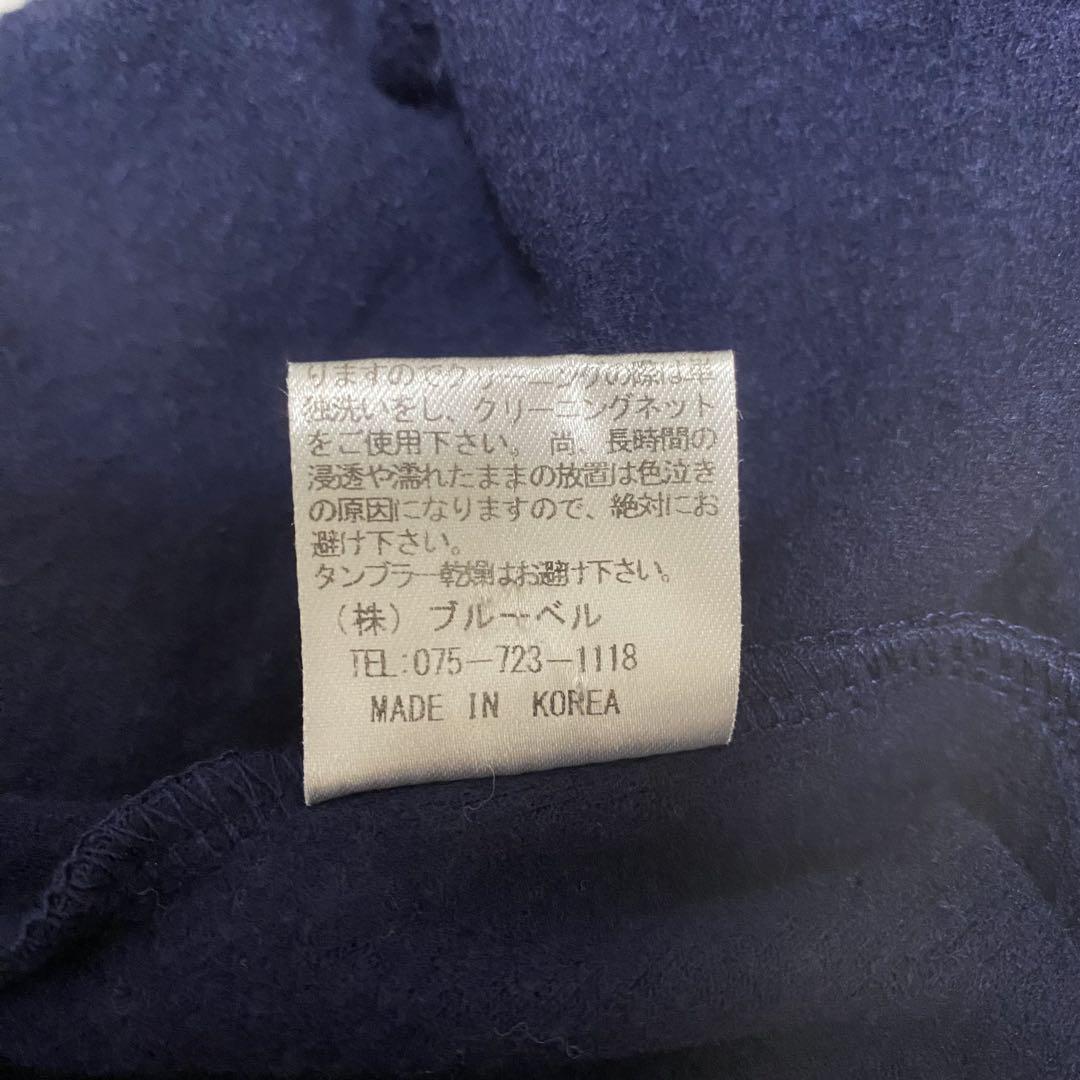 りますのでクリーニングの際は単
独洗いをし、クリーニングネット
をご使用下さい。尚、長時間の
浸透や濡れたままの放置は色泣き
の原因になりますので、絶対にお
避け下さい。
タンブラー乾燥はお避け下さい。
(株) ブルーベル
TEL:075-723-1118
MADE IN KOREA